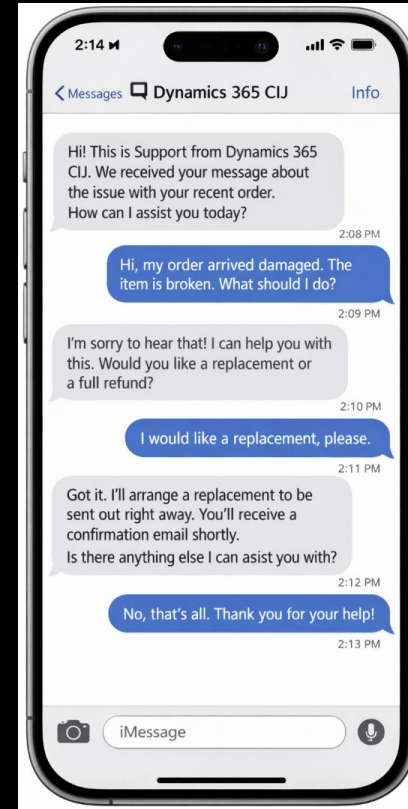 2:14
Messages Dynamics 365 CIJ Info
Hi! This is Support from Dynamics 365
CIJ. We received your message about
the issue with your recent order.
How can I assist you today?
2:08 PM
Hi, my order arrived damaged. The
item is broken. What should I do?
2:09 PM
I'm sorry to hear that! I can help you with
this. Would you like a replacement or
a full refund?
2:10 PM
I would like a replacement, please.
2:11 PM
Got it. I'll arrange a replacement to be
sent out right away. You'll receive a
confirmation email shortly.
Is there anything else I can asist you with?
2:12 PM
No, that's all. Thank you for your help!
2:13 PM
iMessage